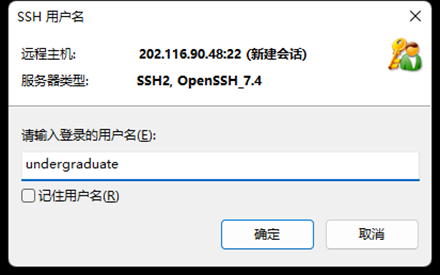 SSH 用户名
远程主机: 202.116.90.48:22 (新建会话)
服务器类型: SSH2, OpenSSH_7.4
请输入登录的用户名(E):
undergraduate
记住用户名(R)
确定 取消